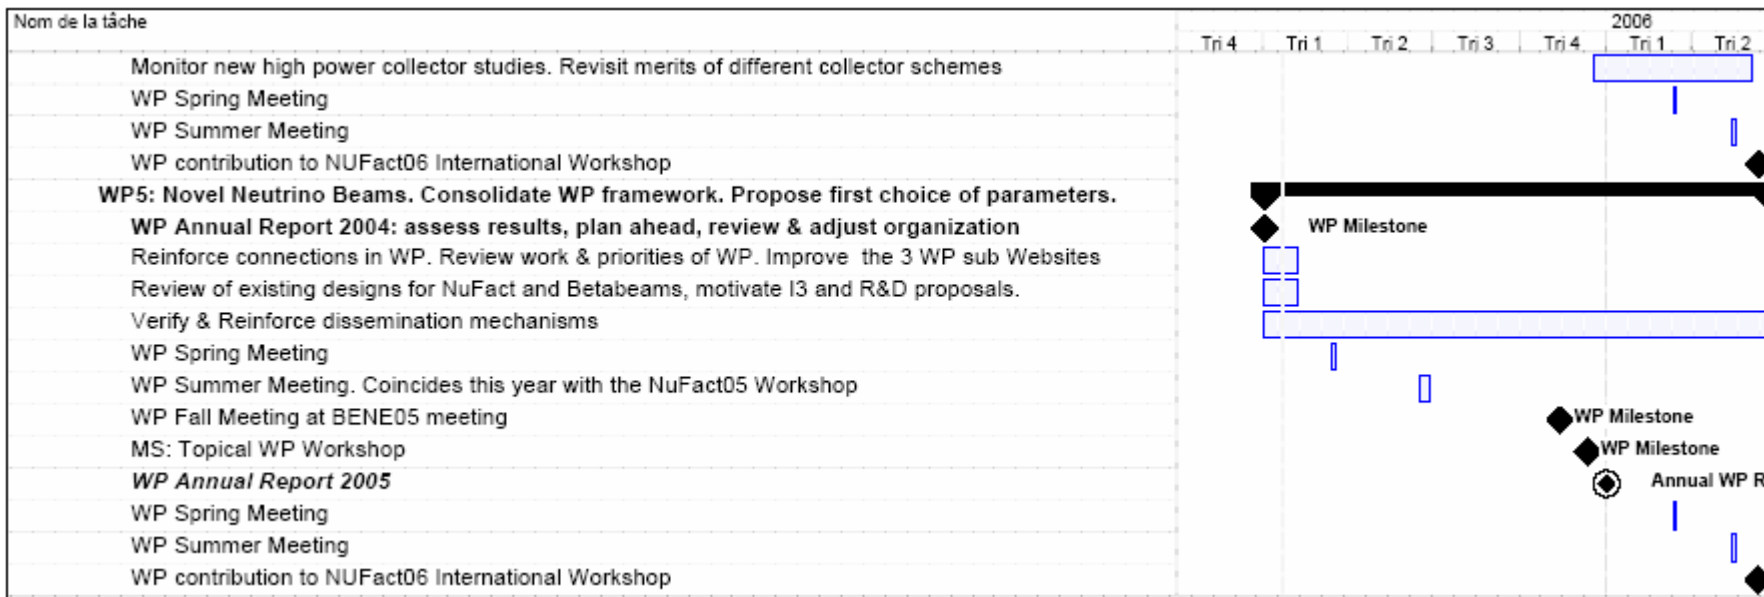 Nom de la tâche
2006
Tri 4 Tri 1 Tri 2 Tri 3 Tri 4 Tri 1 Tri 2
Monitor new high power collector studies. Revisit merits of different collector schemes
WP Spring Meeting
WP Summer Meeting
WP contribution to NUFact06 International Workshop
WP5: Novel Neutrino Beams. Consolidate WP framework. Propose first choice of parameters.
WP Annual Report 2004: assess results, plan ahead, review & adjust organization WP Milestone
Reinforce connections in WP. Review work & priorities of WP. Improve the 3 WP sub Websites
Review of existing designs for NuFact and Betabeams, motivate I3 and R&D proposals.
Verify & Reinforce dissemination mechanisms
WP Spring Meeting
WP Summer Meeting. Coincides this year with the NuFact05 Workshop
WP Fall Meeting at BENE05 meeting WP Milestone
MS: Topical WP Workshop WP Milestone
WP Annual Report 2005 Annual WP R
WP Spring Meeting
WP Summer Meeting
WP contribution to NUFact06 International Workshop